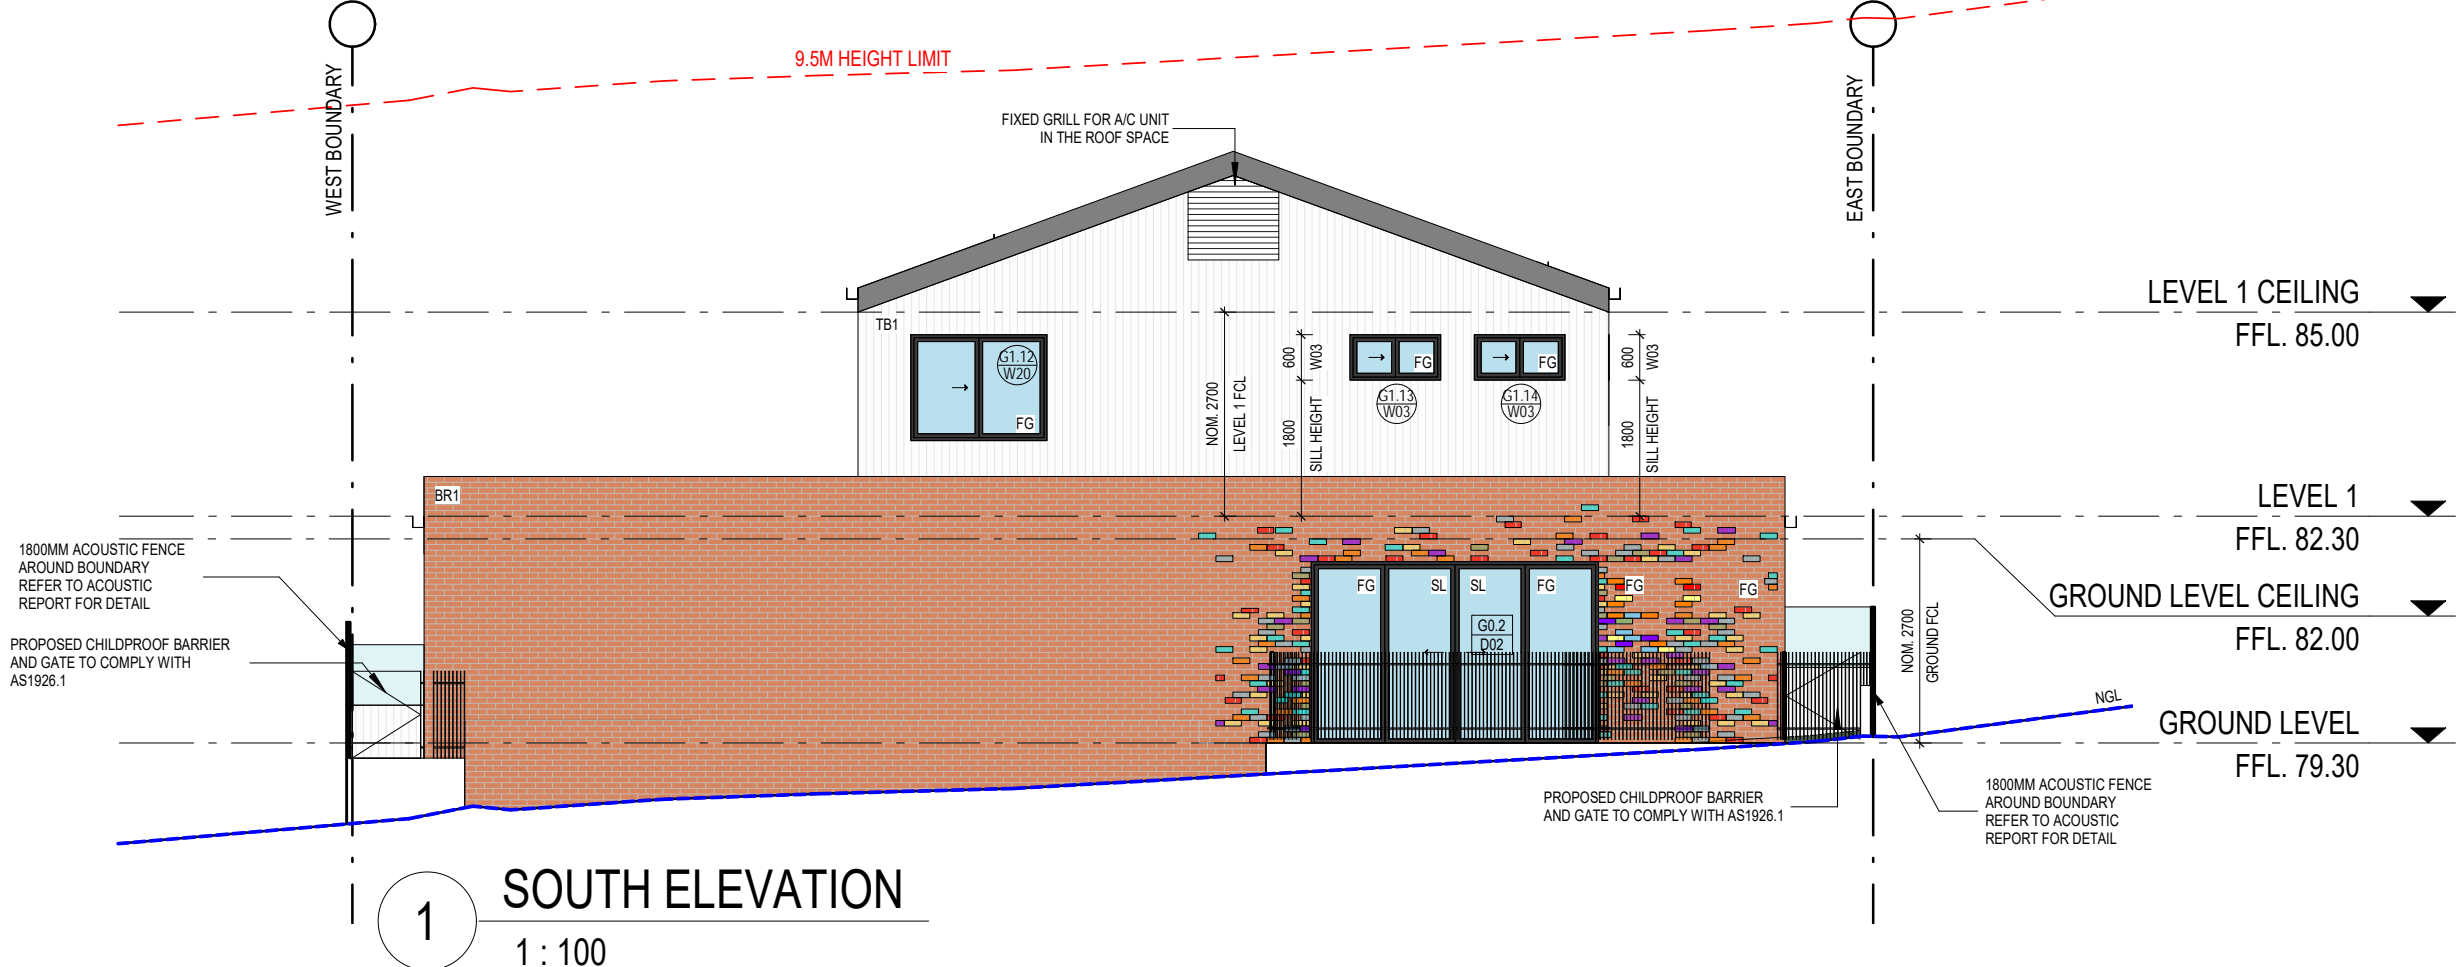 9.5M HEIGHT LIMIT
WEST BOUNDARY
EAST BOUNDARY
FIXED GRILL FOR A/C UNIT
IN THE ROOF SPACE
LEVEL 1 CEILING
FFL. 85.00
TB1
G1.12
W20
FG
NOM. 2700
LEVEL 1 FCL
600
W03
1800
SILL HEIGHT
FG
G1.13
W03
FG
G1.14
W03
600
W03
1800
SILL HEIGHT
BR1
LEVEL 1
FFL. 82.30
1800MM ACOUSTIC FENCE
AROUND BOUNDARY
REFER TO ACOUSTIC
REPORT FOR DETAIL
PROPOSED CHILDPROOF BARRIER
AND GATE TO COMPLY WITH
AS1926.1
FG
SL
SL
FG
FG
FG
G0.2
D02
GROUND LEVEL CEILING
FFL. 82.00
NOM. 2700
GROUND FCL
NGL
GROUND LEVEL
FFL. 79.30
PROPOSED CHILDPROOF BARRIER
AND GATE TO COMPLY WITH AS1926.1
1800MM ACOUSTIC FENCE
AROUND BOUNDARY
REFER TO ACOUSTIC
REPORT FOR DETAIL
1
SOUTH ELEVATION
1 : 100